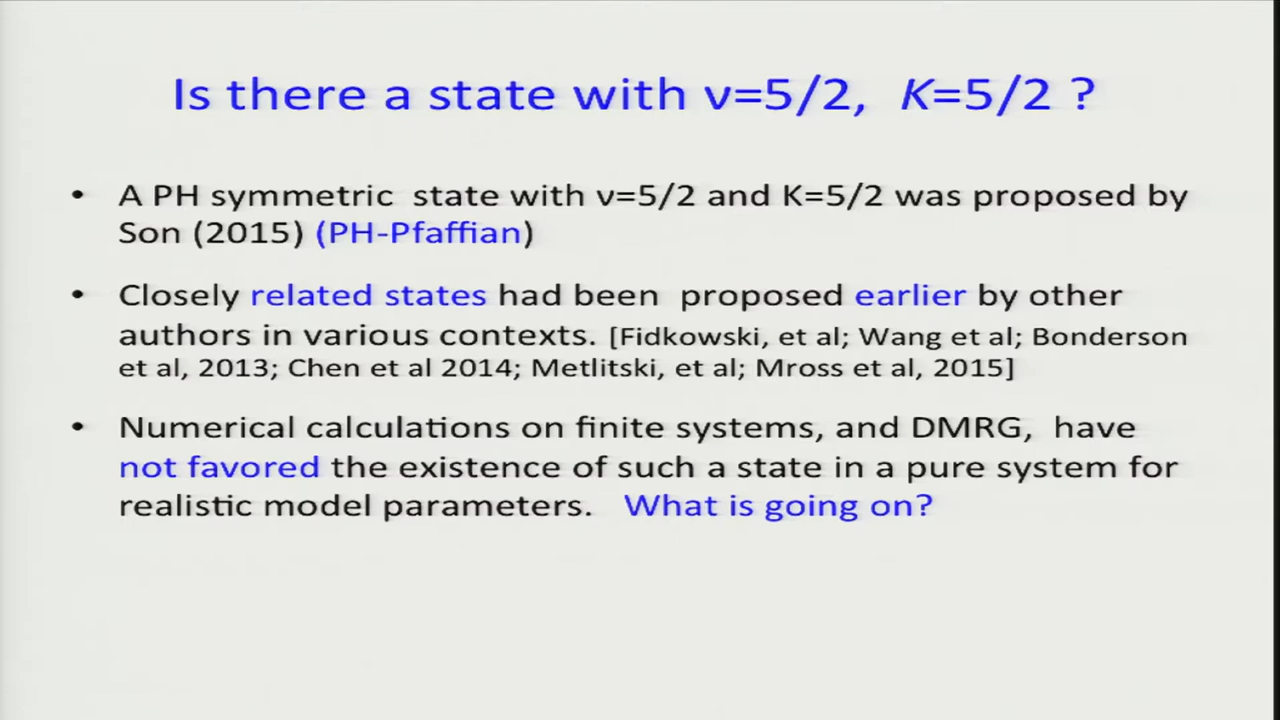 Is there a state with ν=5/2, K=5/2 ?
• A PH symmetric state with ν=5/2 and K=5/2 was proposed by
Son (2015) (PH-Pfaffian)
• Closely related states had been proposed earlier by other
authors in various contexts. [Fidkowski, et al; Wang et al; Bonderson
et al, 2013; Chen et al 2014; Metlitski, et al; Mross et al, 2015]
• Numerical calculations on finite systems, and DMRG, have
not favored the existence of such a state in a pure system for
realistic model parameters. What is going on?